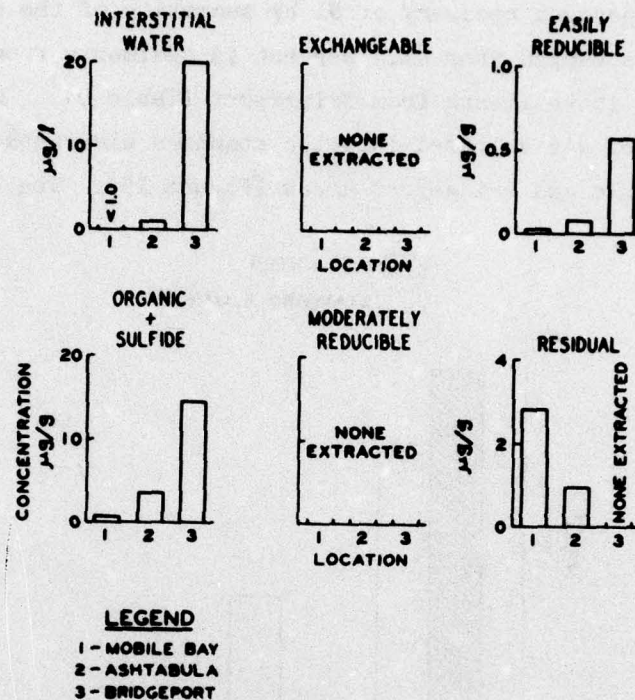 INTERSTITIAL
WATER
20
10
0
µg/l
< 1.0
1 2 3
EXCHANGEABLE
NONE
EXTRACTED
1 2 3
LOCATION
EASILY
REDUCIBLE
1.0
0.5
0
µg/g
1 2 3
ORGANIC
+
SULFIDE
20
10
0
CONCENTRATION
µg/g
1 2 3
MODERATELY
REDUCIBLE
NONE
EXTRACTED
1 2 3
LOCATION
RESIDUAL
4
2
0
µg/g
NONE EXTRACTED
1 2 3
LEGEND
1 - MOBILE BAY
2 - ASHTABULA
3 - BRIDGEPORT